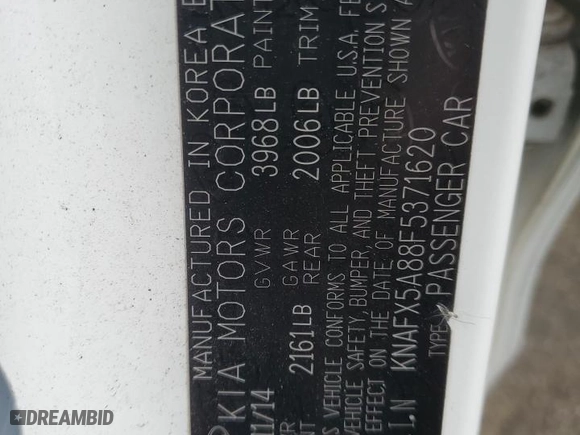 MANUFACTURED IN KOREA
KIA MOTORS CORPORAT
1/14 GVWR 3968LB PAINT
2161LB GAWR REAR 2006LB TRIM
VEHICLE CONFORMS TO ALL APPLICABLE U.S.A. FE
VEHICLE SAFETY, BUMPER, AND THEFT PREVENTION S
EFFECT ON THE DATE OF MANUFACTURE SHOWN A
I.N KNAFX5A88F5371620
TYPE PASSENGER CAR
© DREAMBID